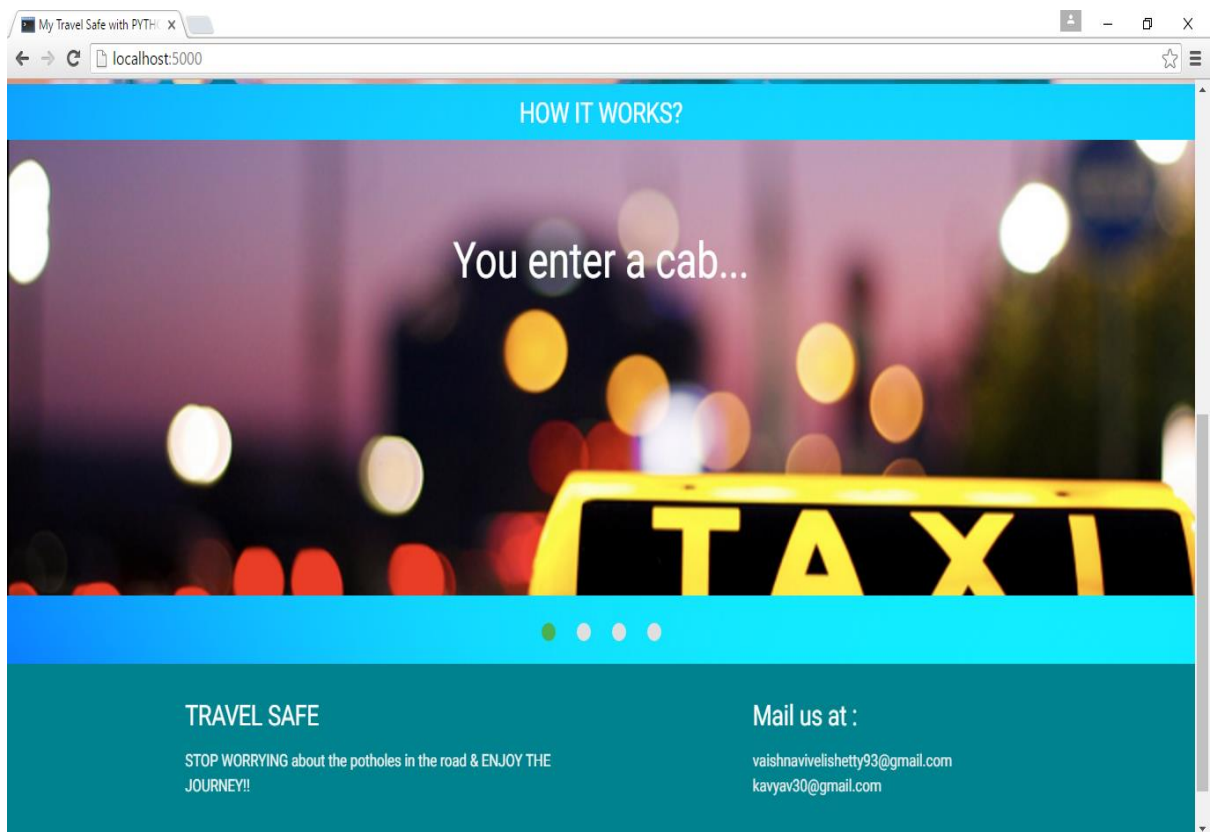 My Travel Safe with PYTH
localhost:5000
HOW IT WORKS?
You enter a cab...
TAXI
TRAVEL SAFE
STOP WORRYING about the potholes in the road & ENJOY THE
JOURNEY!!
Mail us at :
vaishnavivelishetty93@gmail.com
kavyav30@gmail.com